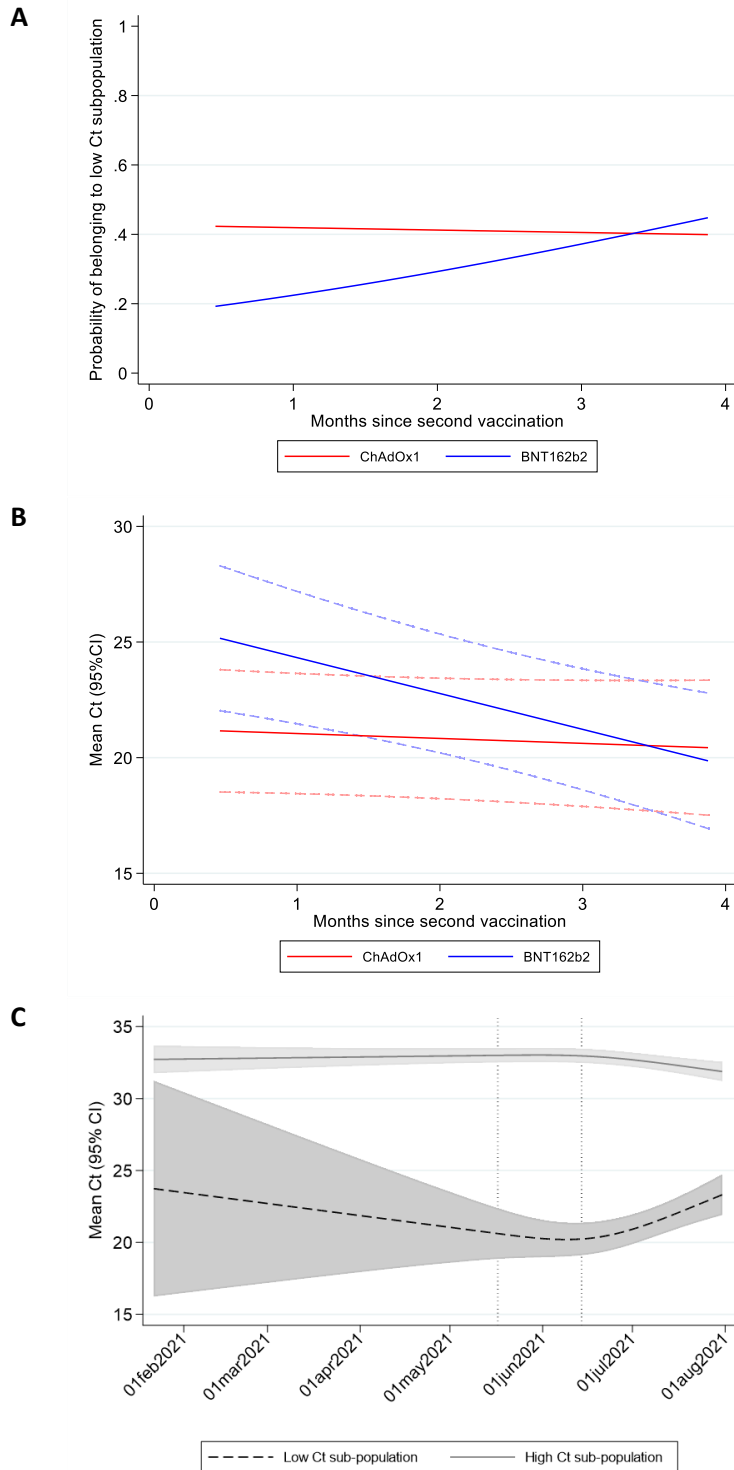 A
Probability of belonging to low Ct subpopulation
1
.8
.6
.4
.2
0
0 1 2 3 4
Months since second vaccination
ChAdOx1 BNT162b2
B
Mean Ct (95%CI)
30
25
20
15
0 1 2 3 4
Months since second vaccination
ChAdOx1 BNT162b2
C
Mean Ct (95% CI)
35
30
25
20
15
01feb2021 01mar2021 01apr2021 01may2021 01jun2021 01jul2021 01aug2021
Low Ct sub-population High Ct sub-population